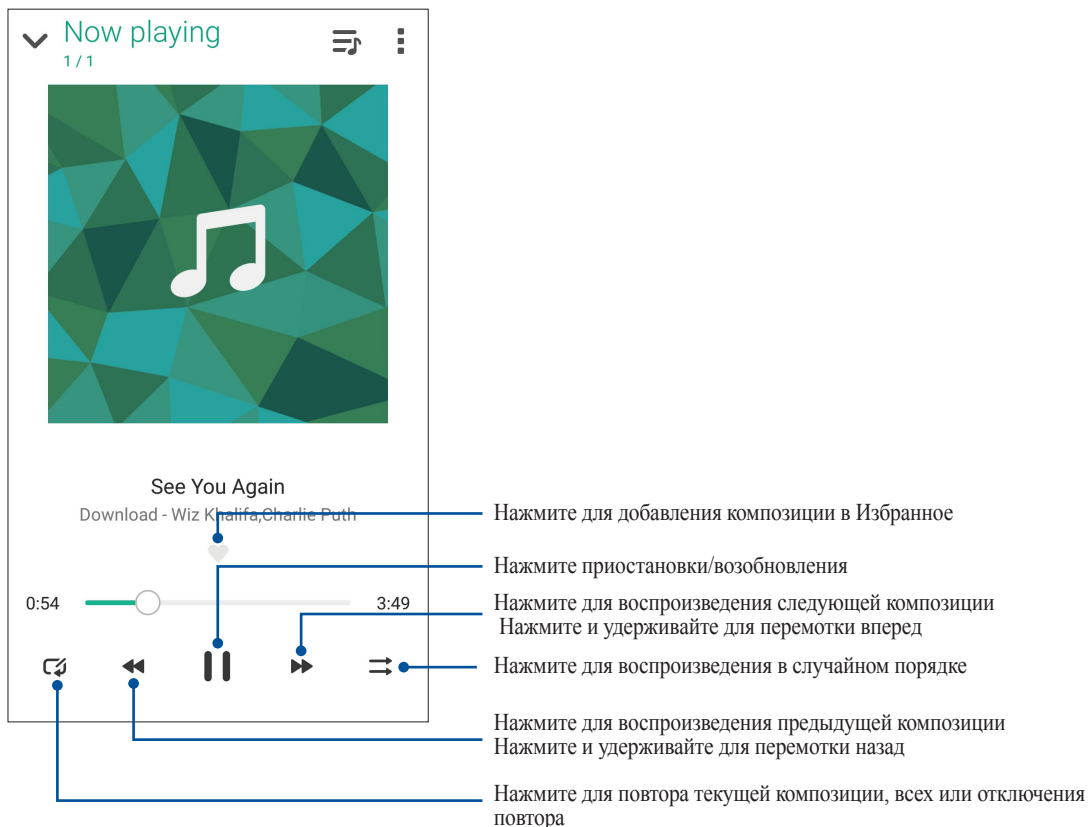 Now playing
1 / 1
See You Again
Download - Wiz Khalifa,Charlie Puth
Нажмите для добавления композиции в Избранное
Нажмите приостановки/возобновления
0:54
3:49
Нажмите для воспроизведения следующей композиции
Нажмите и удерживайте для перемотки вперед
Нажмите для воспроизведения в случайном порядке
Нажмите для воспроизведения предыдущей композиции
Нажмите и удерживайте для перемотки назад
Нажмите для повтора текущей композиции, всех или отключения
повтора